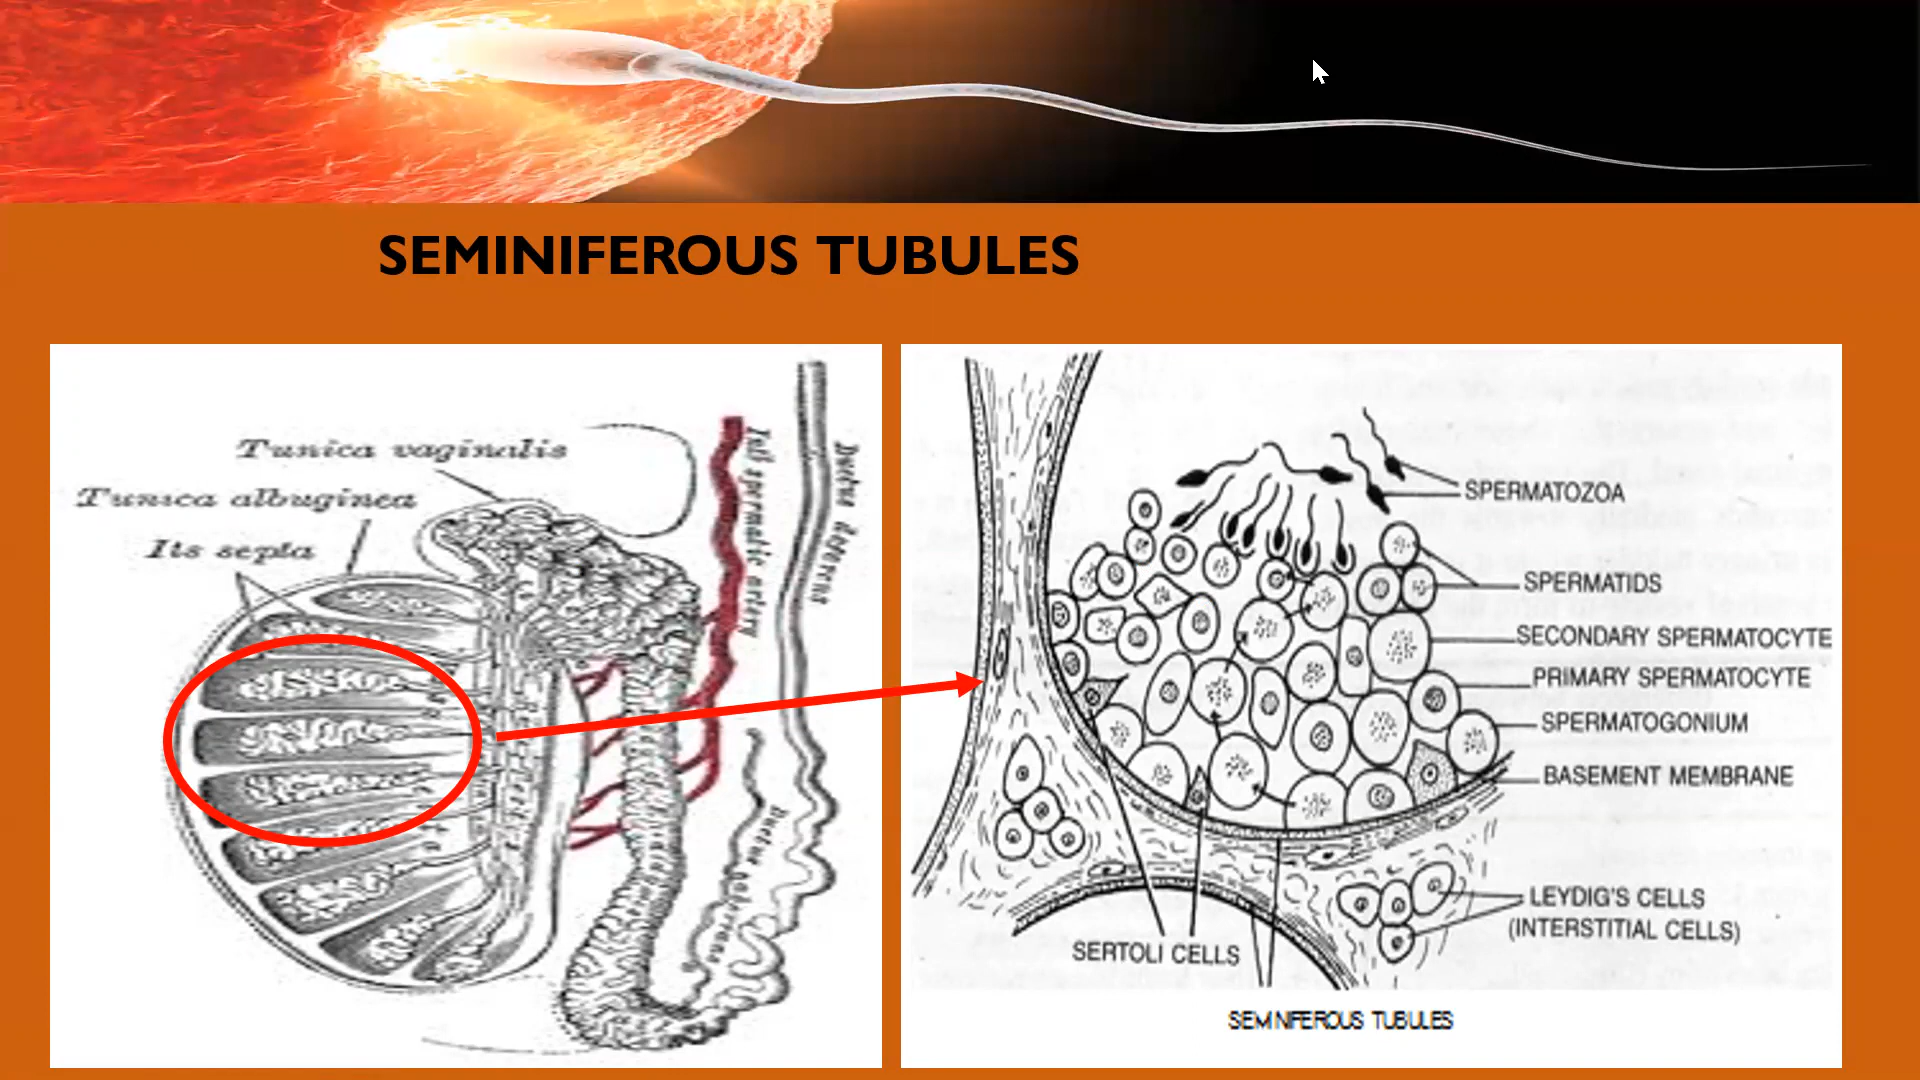 SEMINIFEROUS TUBULES
Tunica vaginalis
Tunica albuginea
Its septa
Int. spermatic artery
Ductus deferens
Ductus aberrans
SPERMATOZOA
SPERMATIDS
SECONDARY SPERMATOCYTE
PRIMARY SPERMATOCYTE
SPERMATOGONIUM
BASEMENT MEMBRANE
LEYDIG'S CELLS
(INTERSTITIAL CELLS)
SERTOLI CELLS
SEMINIFEROUS TUBULES